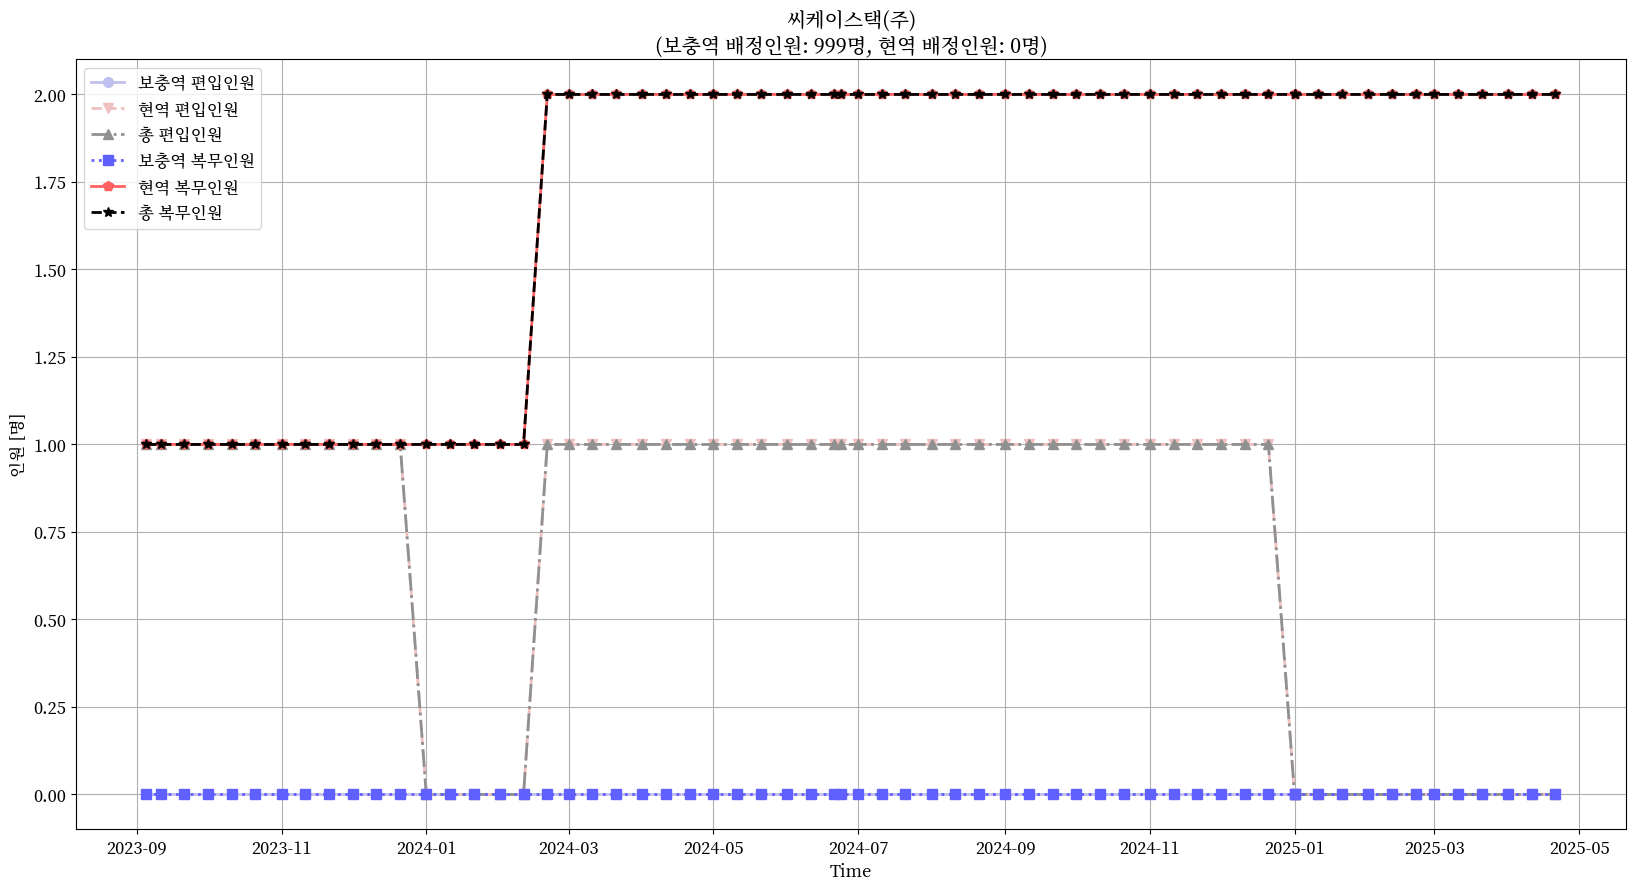 씨케이스택(주)
(보충역 배정인원: 999명, 현역 배정인원: 0명)
보충역 편입인원
현역 편입인원
총 편입인원
보충역 복무인원
현역 복무인원
총 복무인원
2.00
1.75
1.50
1.25
1.00
0.75
0.50
0.25
0.00
인원 [명]
2023-09
2023-11
2024-01
2024-03
2024-05
2024-07
2024-09
2024-11
2025-01
2025-03
2025-05
Time